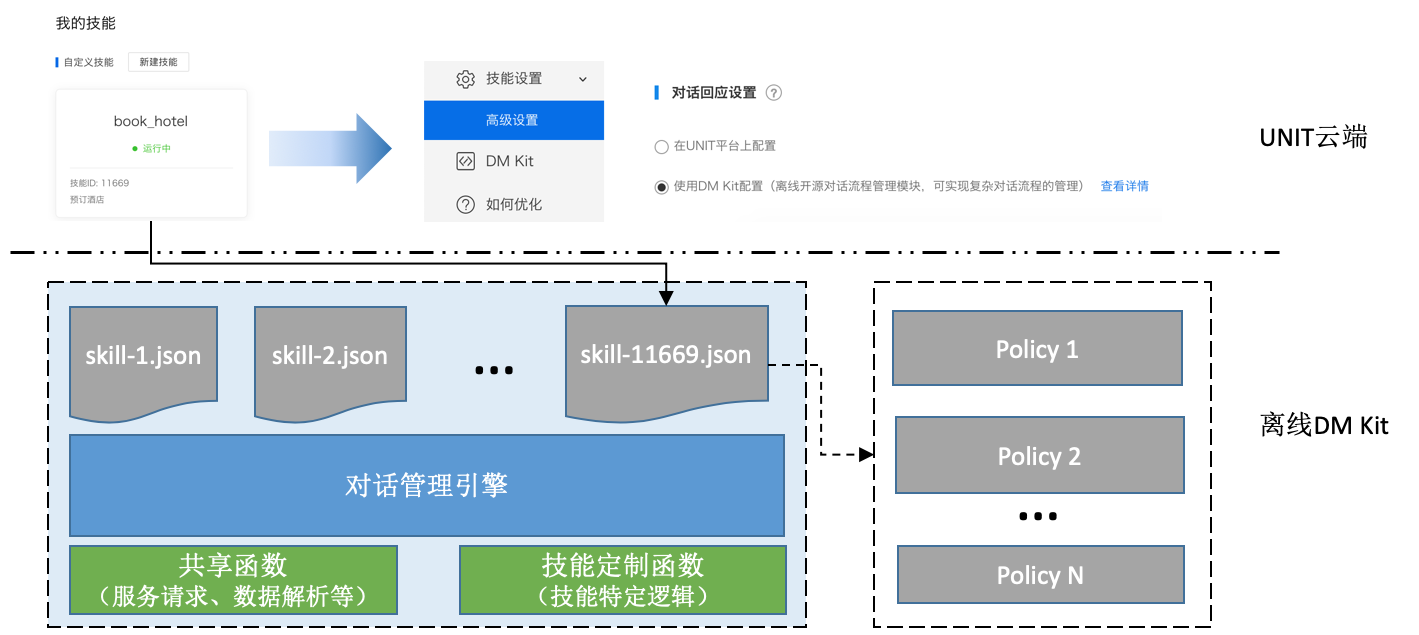 我的技能
自定义技能
新建技能
book_hotel
运行中
技能ID: 11669
预订酒店
技能设置
高级设置
DM Kit
如何优化
对话回应设置 ?
在UNIT平台上配置
使用DM Kit配置（离线开源对话流程管理模块，可实现复杂对话流程的管理） 查看详情
UNIT云端
skill-1.json
skill-2.json
...
skill-11669.json
对话管理引擎
共享函数
（服务请求、数据解析等）
技能定制函数
（技能特定逻辑）
Policy 1
Policy 2
...
Policy N
离线DM Kit